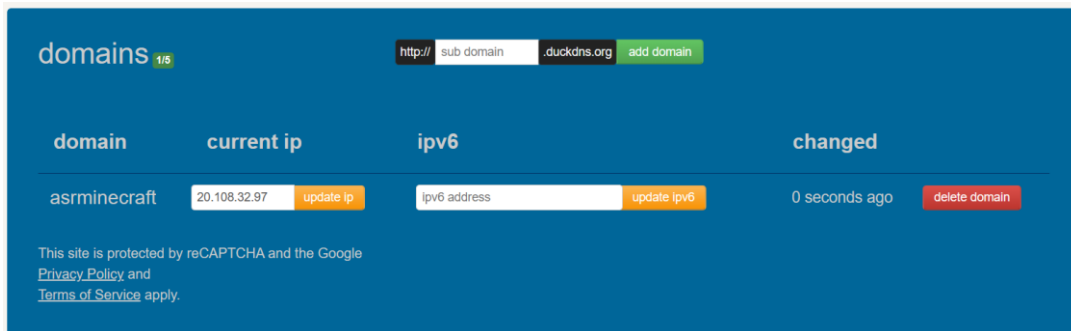 domains 1/5
http:// sub domain .duckdns.org add domain
domain current ip ipv6 changed
asrminecraft 20.108.32.97 update ip ipv6 address update ipv6 0 seconds ago delete domain
This site is protected by reCAPTCHA and the Google
Privacy Policy and
Terms of Service apply.